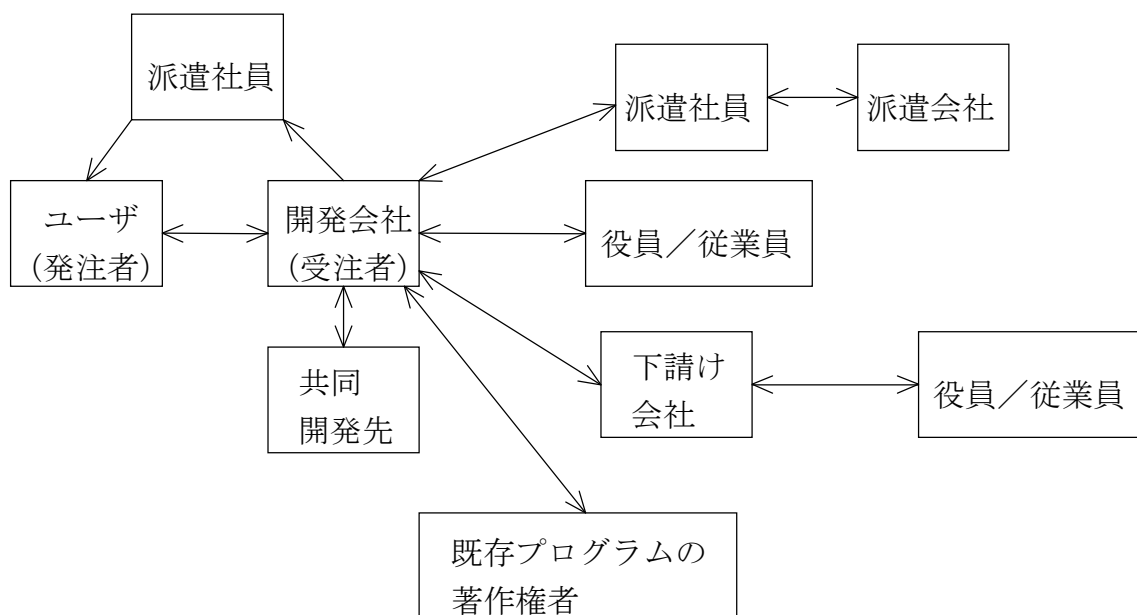 派遣社員
派遣社員
派遣会社
ユーザ
（発注者）
開発会社
（受注者）
役員／従業員
共同
開発先
下請け
会社
役員／従業員
既存プログラムの
著作権者